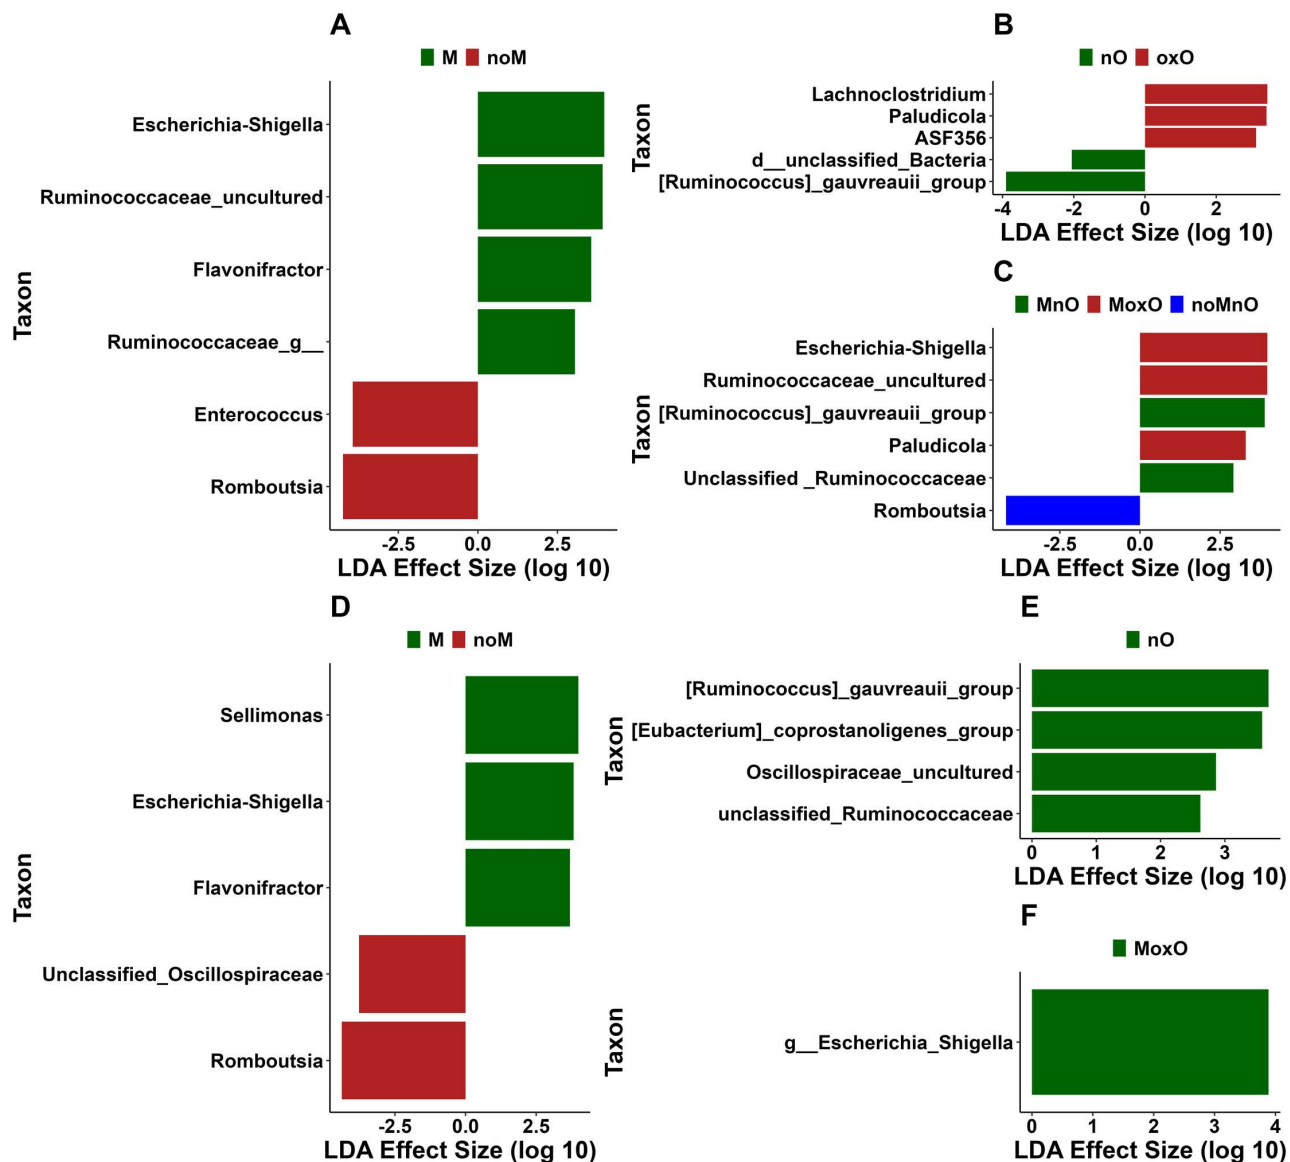 A
M noM
Escherichia-Shigella
Ruminococcaceae_uncultured
Flavonifractor
Ruminococcaceae_g__
Enterococcus
Romboutsia
Taxon
-2.5 0.0 2.5
LDA Effect Size (log 10)
B
nO oxO
Lachnoclostridium
Paludicola
ASF356
d__unclassified_Bacteria
[Ruminococcus]_gauvreauii_group
Taxon
-4 -2 0 2
LDA Effect Size (log 10)
C
MnO MoxO noMnO
Escherichia-Shigella
Ruminococcaceae_uncultured
[Ruminococcus]_gauvreauii_group
Paludicola
Unclassified _Ruminococcaceae
Romboutsia
Taxon
-2.5 0.0 2.5
LDA Effect Size (log 10)
D
M noM
Sellimonas
Escherichia-Shigella
Flavonifractor
Unclassified_Oscillospiraceae
Romboutsia
Taxon
-2.5 0.0 2.5
LDA Effect Size (log 10)
E
nO
[Ruminococcus]_gauvreauii_group
[Eubacterium]_coprostanoligenes_group
Oscillospiraceae_uncultured
unclassified_Ruminococcaceae
Taxon
0 1 2 3
LDA Effect Size (log 10)
F
MoxO
g__Escherichia_Shigella
Taxon
0 1 2 3 4
LDA Effect Size (log 10)